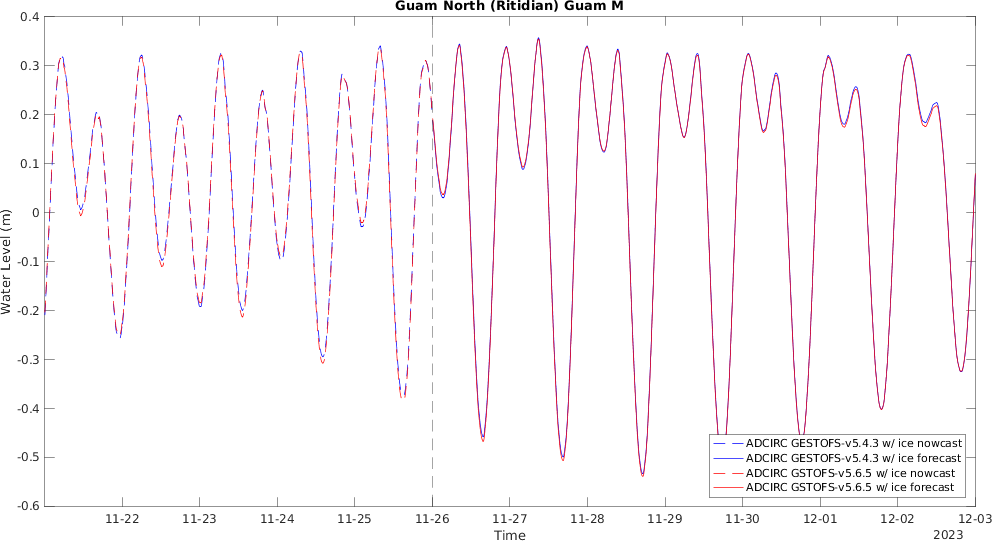 Guam North (Ritidian) Guam M
Water Level (m)
0.4
0.3
0.2
0.1
0
-0.1
-0.2
-0.3
-0.4
-0.5
-0.6
ADCIRC GESTOFS-v5.4.3 w/ ice nowcast
ADCIRC GESTOFS-v5.4.3 w/ ice forecast
ADCIRC GSTOFS-v5.6.5 w/ ice nowcast
ADCIRC GSTOFS-v5.6.5 w/ ice forecast
11-22 11-23 11-24 11-25 11-26 11-27 11-28 11-29 11-30 12-01 12-02 12-03
Time
2023